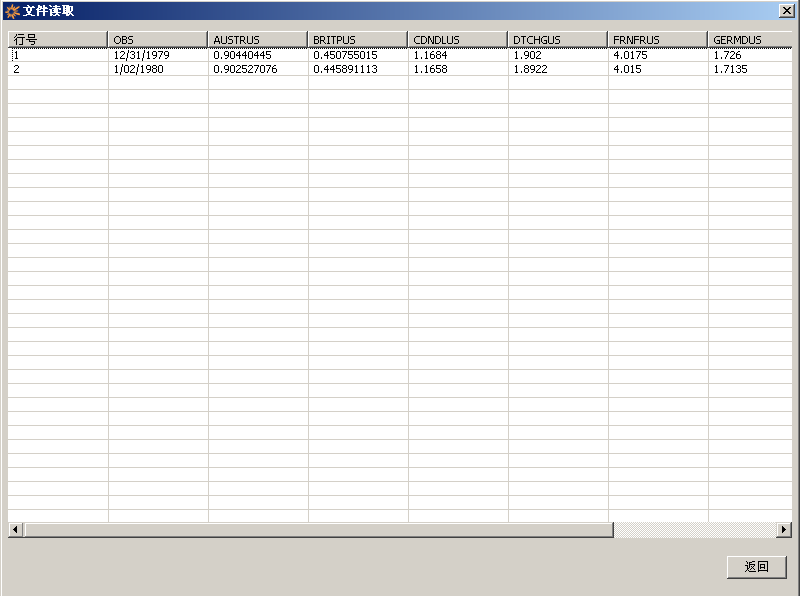 文件读取
行号 OBS AUSTRUS BRITPUS CDNDLUS DTCHGUS FRNFRUS GERMDUS
1 12/31/1979 0.90440445 0.450755015 1.1684 1.902 4.0175 1.726
2 1/02/1980 0.902527076 0.445891113 1.1658 1.8922 4.015 1.7135
返回